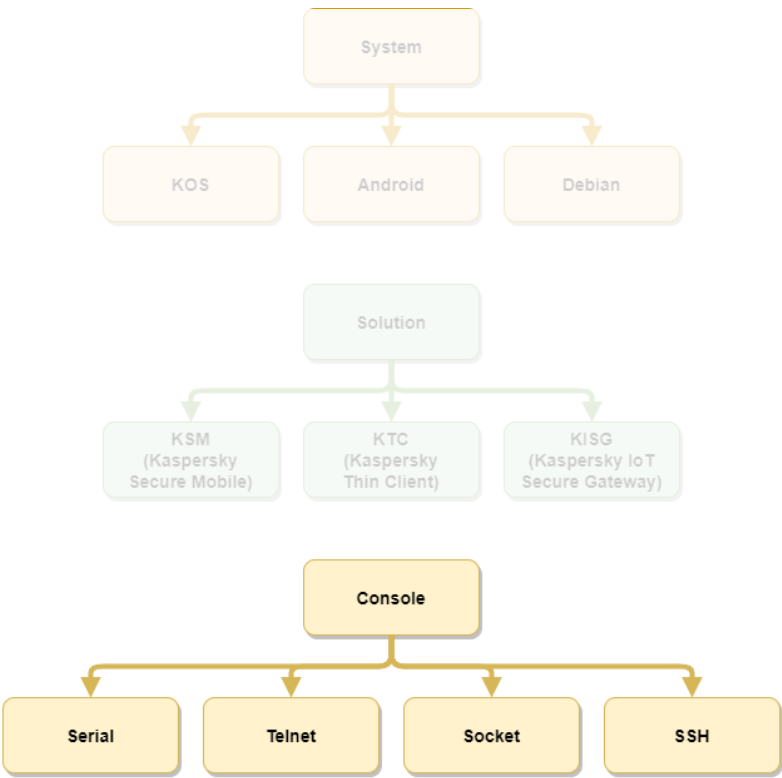 System
KOS
Android
Debian
Solution
KSM
(Kaspersky
Secure Mobile)
KTC
(Kaspersky
Thin Client)
KISG
(Kaspersky IoT
Secure Gateway)
Console
Serial
Telnet
Socket
SSH